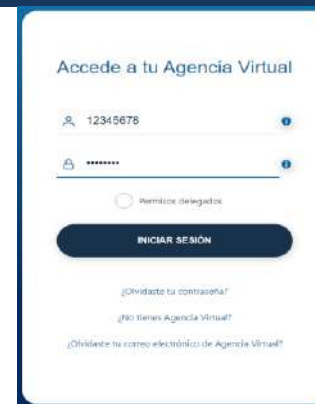 Accede a tu Agencia Virtual
12345678
••••••••
Permisos delegados
INICIAR SESIÓN
¿Olvidaste tu contraseña?
¿No tienes Agencia Virtual?
¿Olvidaste tu correo electrónico de Agencia Virtual?